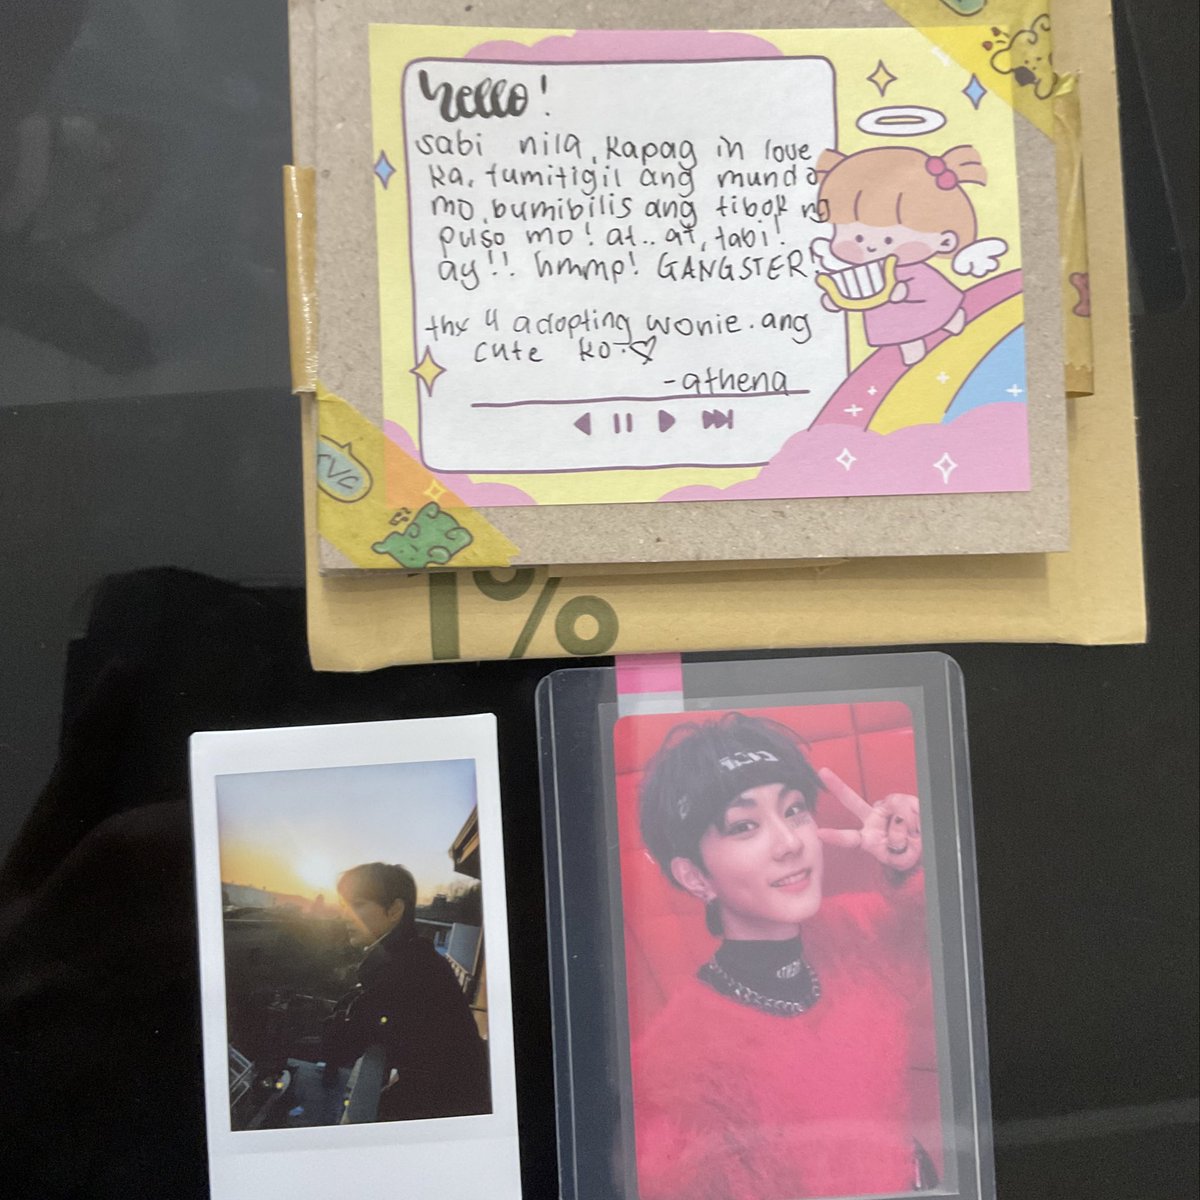 hello!
sabi nila, kapag in love
ka, tumitigil ang mundo
mo, bumibilis ang tibok ng
puso mo! at.. at, tabi!
ay!! hmmp! GANGSTER!
thx 4 adopting wonie. ang
cute ko. ♡
-athena
TVC
1%